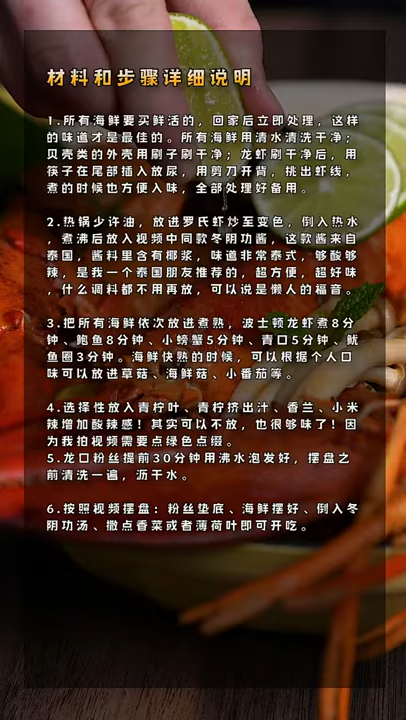 材料和步骤详细说明
1.所有海鲜要买鲜活的，回家后立即处理，这样
的味道才是最佳的。所有海鲜用清水清洗干净；
贝壳类的外壳用刷子刷干净；龙虾刷干净后，用
筷子在尾部插入放尿，用剪刀开背，挑出虾线，
煮的时候也方便入味，全部处理好备用。
2.热锅少许油，放进罗氏虾炒至变色，倒入热水
，煮沸后放入视频中同款冬阴功酱，这款酱来自
泰国，酱料里含有椰浆，味道非常泰式，够酸够
辣，是我一个泰国朋友推荐的，超方便，超好味
，什么调料都不用再放，可以说是懒人的福音。
3.把所有海鲜依次放进煮熟，波士顿龙虾煮8分
钟、鲍鱼8分钟、小螃蟹5分钟、青口5分钟、鱿
鱼圈3分钟。海鲜快熟的时候，可以根据个人口
味可以放进草菇、海鲜菇、小番茄等。
4.选择性放入青柠叶、青柠挤出汁、香兰、小米
辣增加酸辣感！其实可以不放，也很够味了！因
为我拍视频需要点绿色点缀。
5.龙口粉丝提前30分钟用沸水泡发好，摆盘之
前清洗一遍，沥干水。
6.按照视频摆盘：粉丝垫底、海鲜摆好、倒入冬
阴功汤、撒点香菜或者薄荷叶即可开吃。